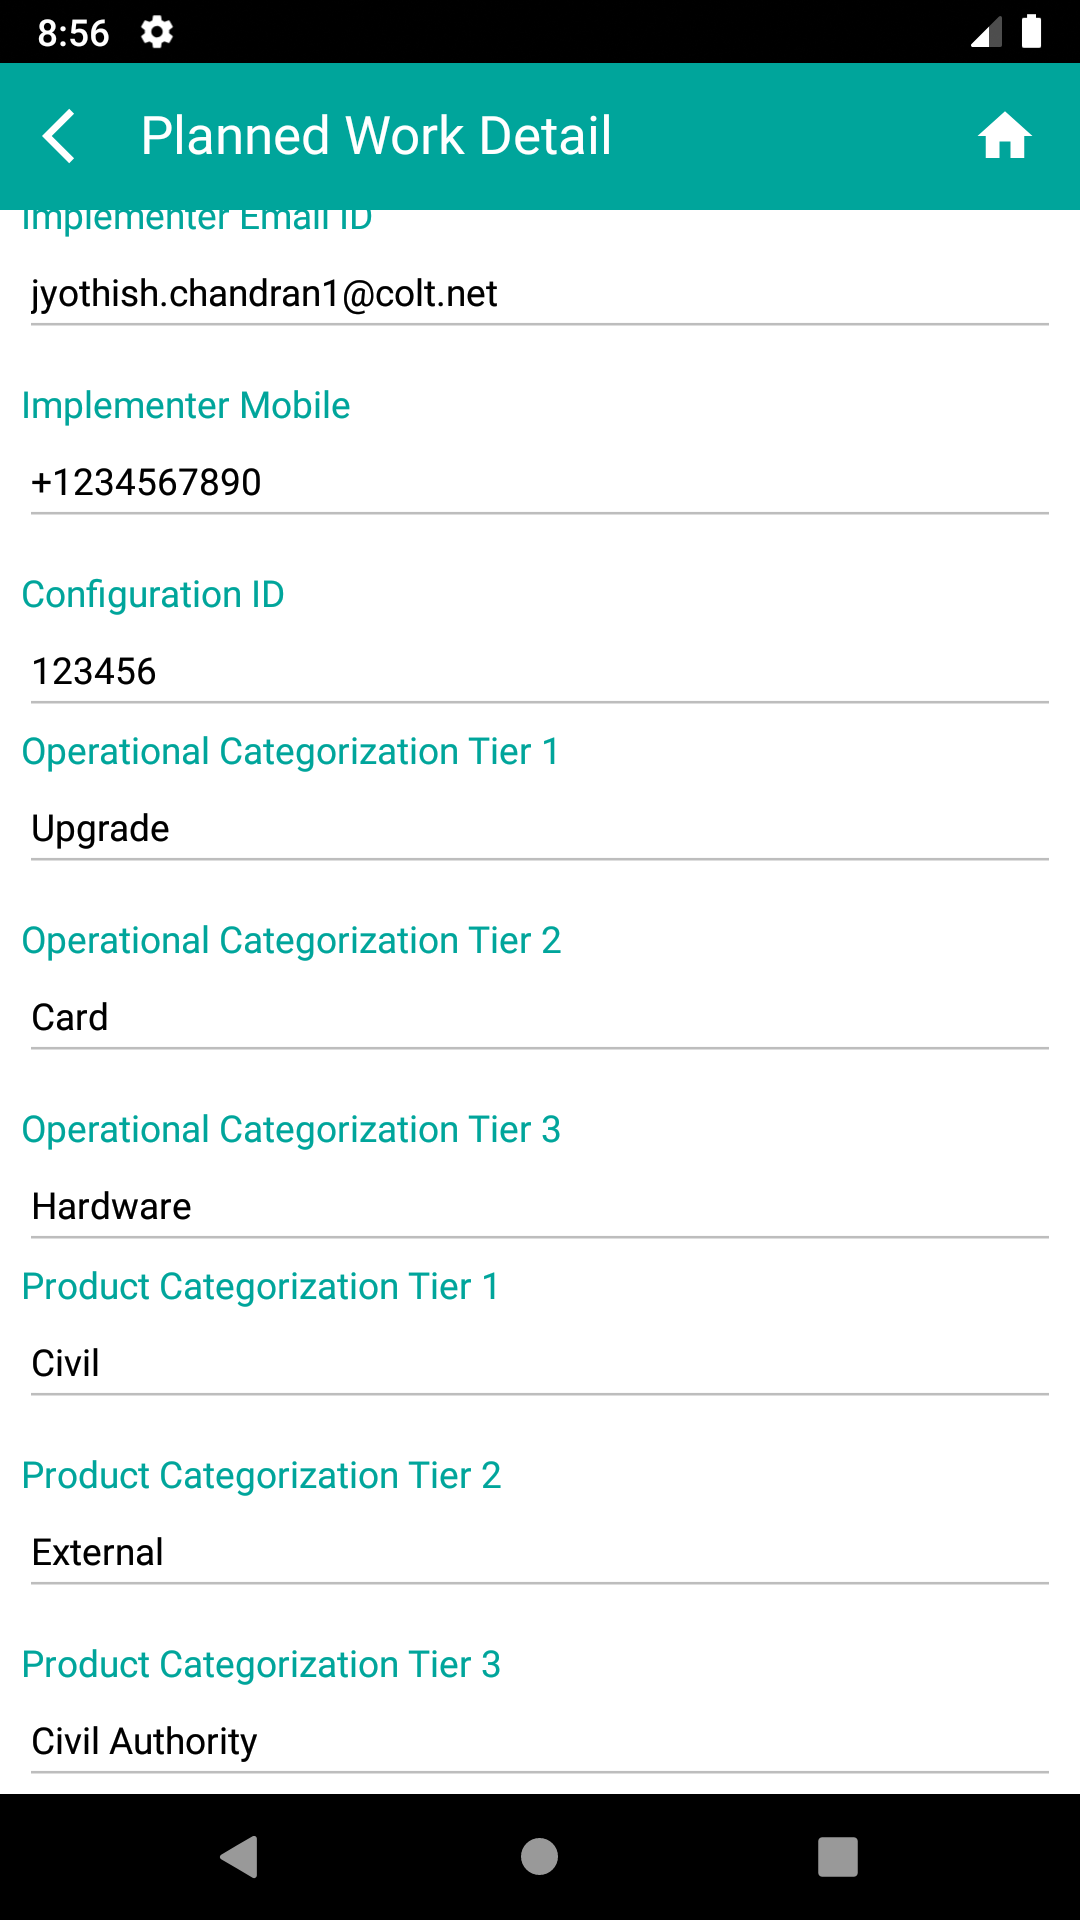 8:56
Planned Work Detail
Implementer Email ID
jyothish.chandran1@colt.net
Implementer Mobile
+1234567890
Configuration ID
123456
Operational Categorization Tier 1
Upgrade
Operational Categorization Tier 2
Card
Operational Categorization Tier 3
Hardware
Product Categorization Tier 1
Civil
Product Categorization Tier 2
External
Product Categorization Tier 3
Civil Authority